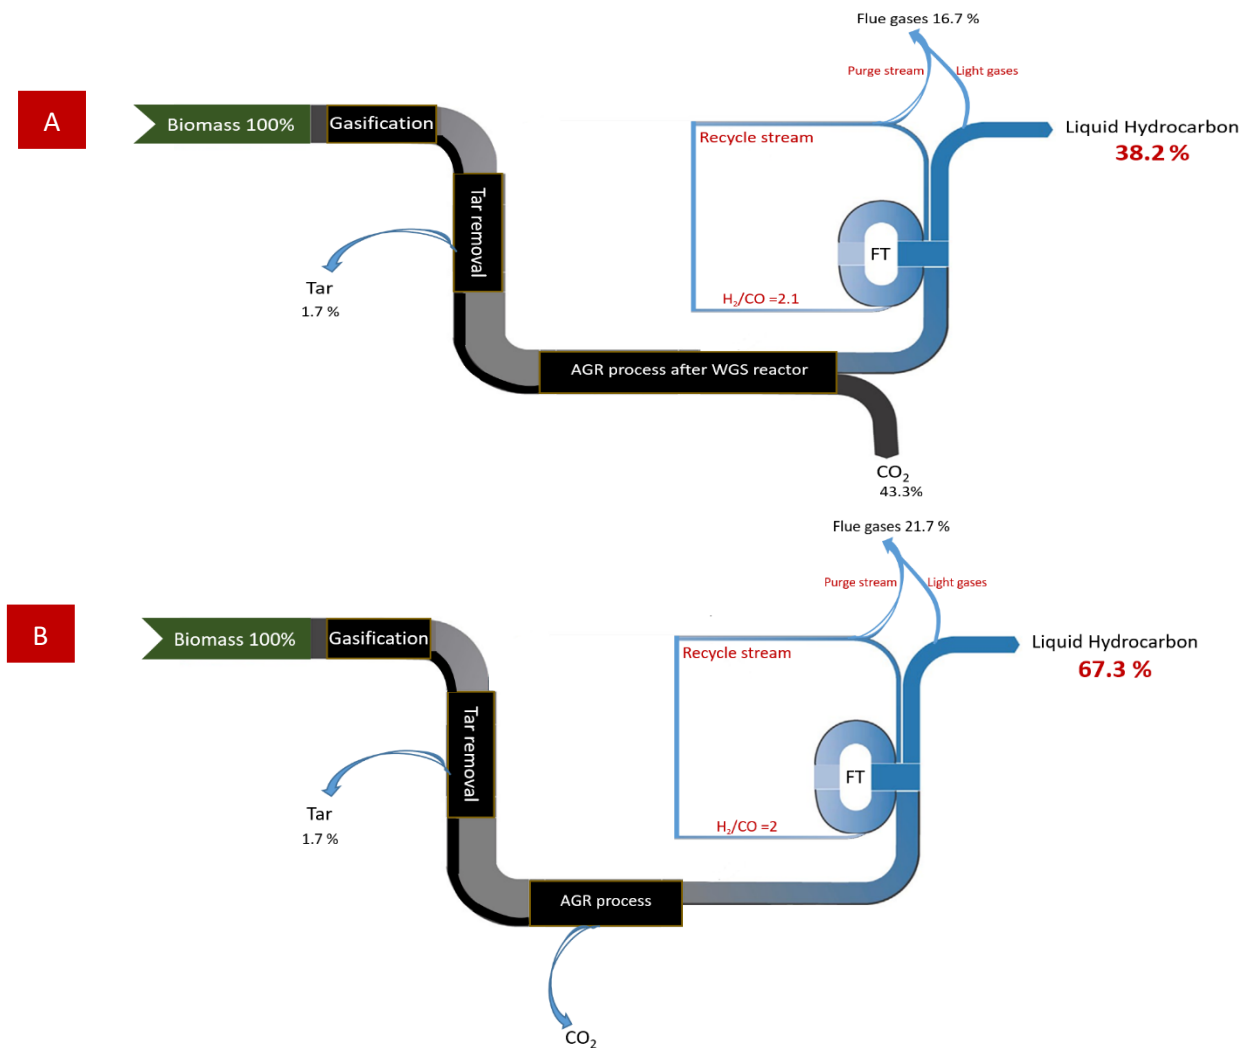 Flue gases 16.7 %
Purge stream
Light gases
A
Biomass 100%
Gasification
Recycle stream
Liquid Hydrocarbon
38.2 %
Tar removal
FT
Tar
1.7 %
H₂/CO =2.1
AGR process after WGS reactor
CO₂
43.3%
Flue gases 21.7 %
Purge stream
Light gases
B
Biomass 100%
Gasification
Recycle stream
Liquid Hydrocarbon
67.3 %
Tar removal
FT
Tar
1.7 %
H₂/CO =2
AGR process
CO₂